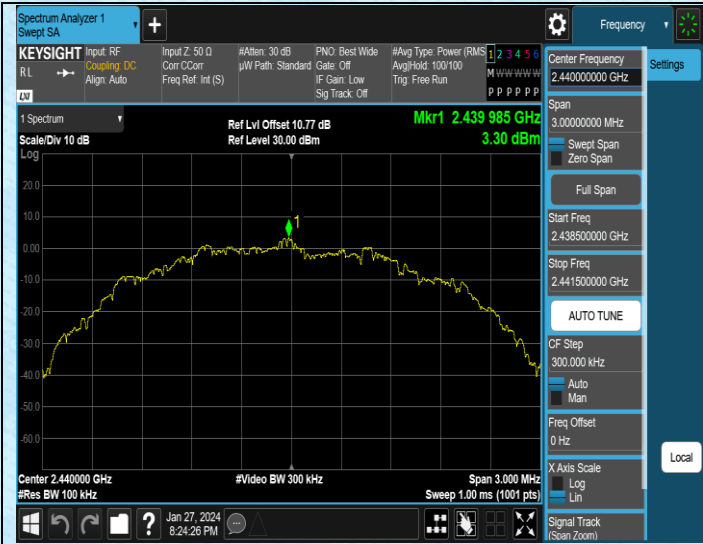 Spectrum Analyzer 1
Swept SA
+
Frequency
KEYSIGHT
RL
LXI
Input: RF
Coupling: DC
Align: Auto
Input Z: 50 Ω
Corr CCorr
Freq Ref: Int (S)
#Atten: 30 dB
µW Path: Standard
PNO: Best Wide
Gate: Off
IF Gain: Low
Sig Track: Off
#Avg Type: Power (RMS
Avg|Hold: 100/100
Trig: Free Run
1 2 3 4 5 6
M W W W W W
P P P P P P
1 Spectrum
Scale/Div 10 dB
Log
Ref Lvl Offset 10.77 dB
Ref Level 30.00 dBm
Mkr1 2.439 985 GHz
3.30 dBm
1
20.0
10.0
0.00
-10.0
-20.0
-30.0
-40.0
-50.0
-60.0
Center 2.440000 GHz
#Res BW 100 kHz
#Video BW 300 kHz
Span 3.000 MHz
Sweep 1.00 ms (1001 pts)
Jan 27, 2024
8:24:26 PM
?
Center Frequency
2.440000000 GHz
Span
3.00000000 MHz
Swept Span
Zero Span
Full Span
Start Freq
2.438500000 GHz
Stop Freq
2.441500000 GHz
AUTO TUNE
CF Step
300.000 kHz
Auto
Man
Freq Offset
0 Hz
X Axis Scale
Log
Lin
Signal Track
(Span Zoom)
Settings
Local